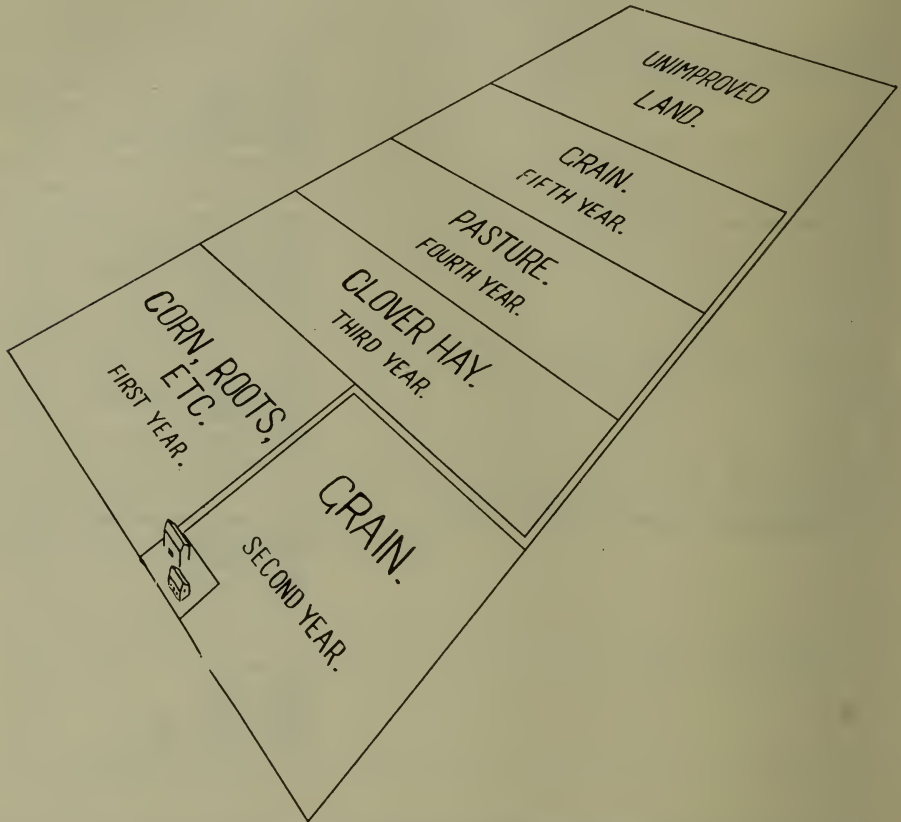 UNIMPROVED
LAND.
GRAIN.
FIFTH YEAR.
PASTURE.
FOURTH YEAR.
CLOVER HAY.
THIRD YEAR.
CORN, ROOTS,
ETC.
FIRST YEAR.
GRAIN.
SECOND YEAR.